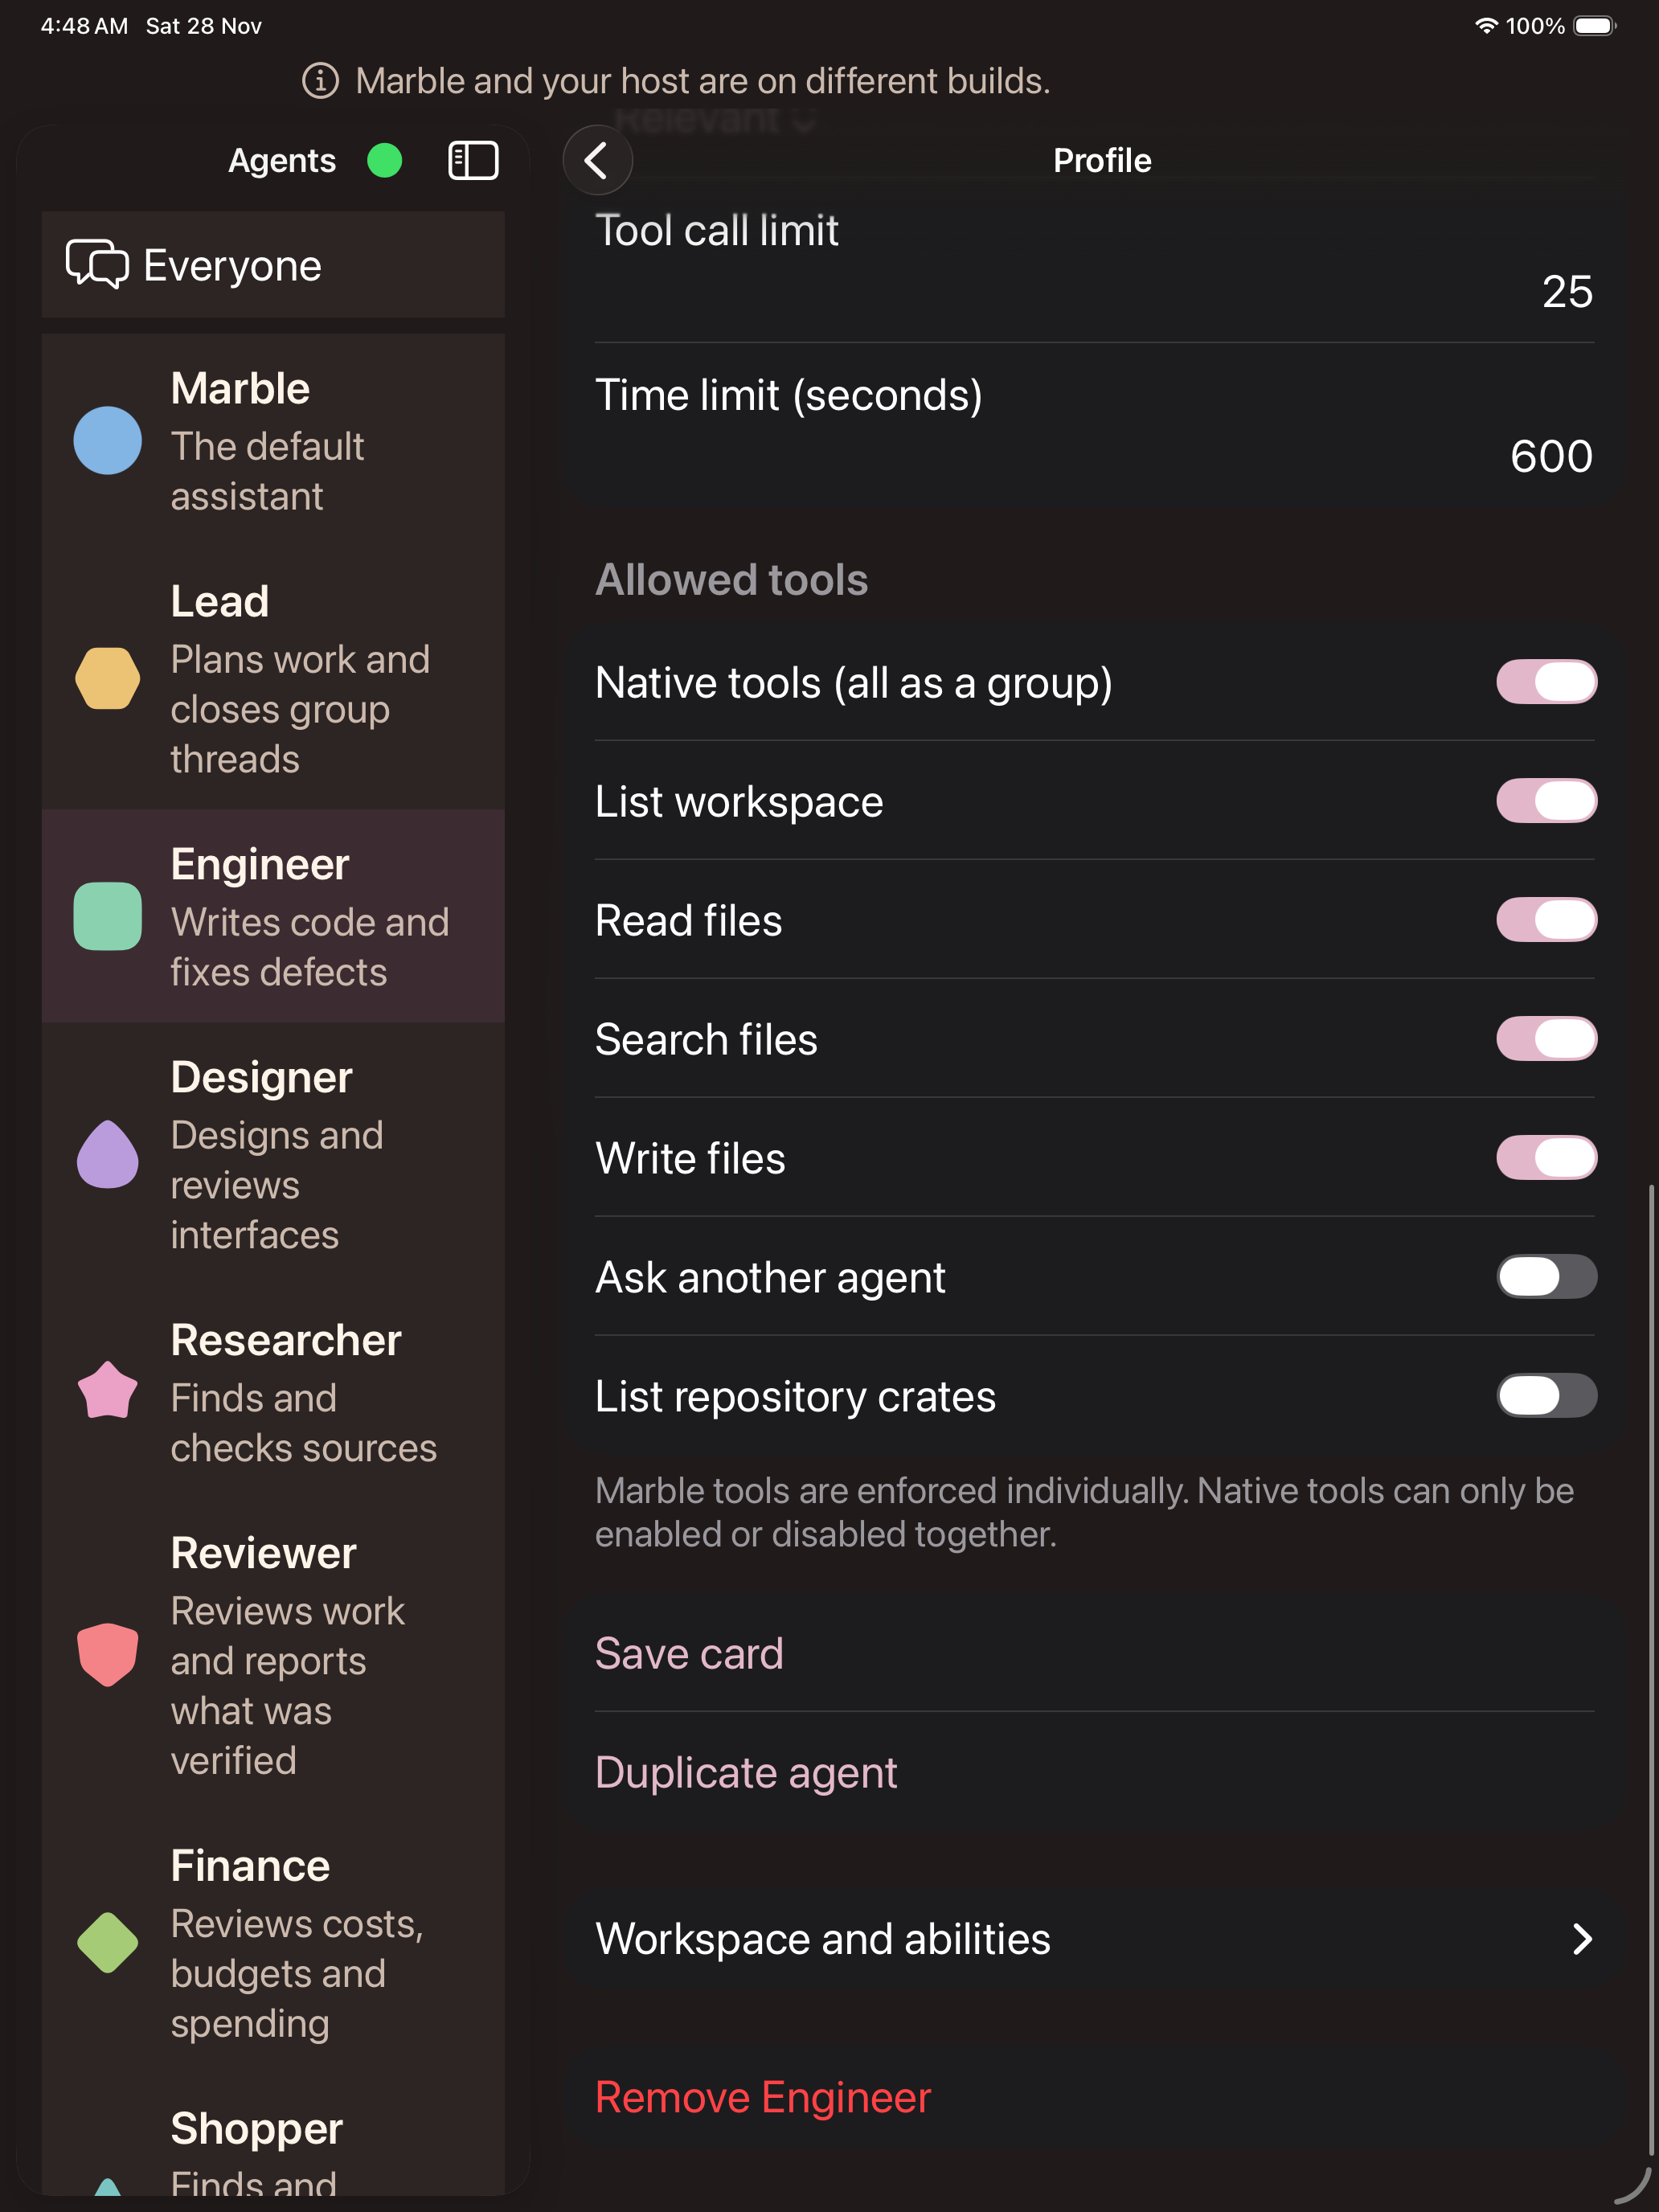 4:48 AM Sat 28 Nov
100%
Marble and your host are on different builds.
Agents
Everyone
Marble
The default
assistant
Lead
Plans work and
closes group
threads
Engineer
Writes code and
fixes defects
Designer
Designs and
reviews
interfaces
Researcher
Finds and
checks sources
Reviewer
Reviews work
and reports
what was
verified
Finance
Reviews costs,
budgets and
spending
Shopper
Finds and
Relevant
Profile
Tool call limit
25
Time limit (seconds)
600
Allowed tools
Native tools (all as a group)
List workspace
Read files
Search files
Write files
Ask another agent
List repository crates
Marble tools are enforced individually. Native tools can only be
enabled or disabled together.
Save card
Duplicate agent
Workspace and abilities
Remove Engineer